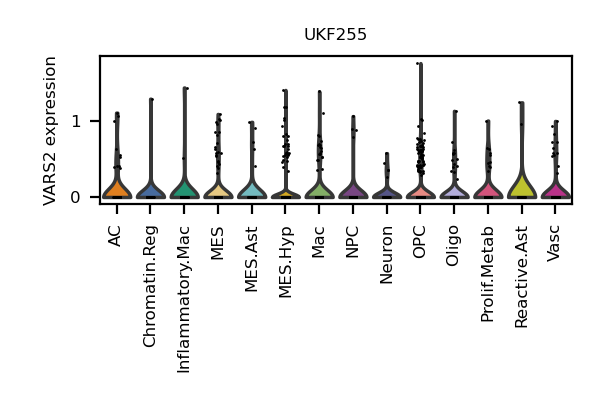 UKF255
VARS2 expression
1
0
AC
Chromatin.Reg
Inflammatory.Mac
MES
MES.Ast
MES.Hyp
Mac
NPC
Neuron
OPC
Oligo
Prolif.Metab
Reactive.Ast
Vasc